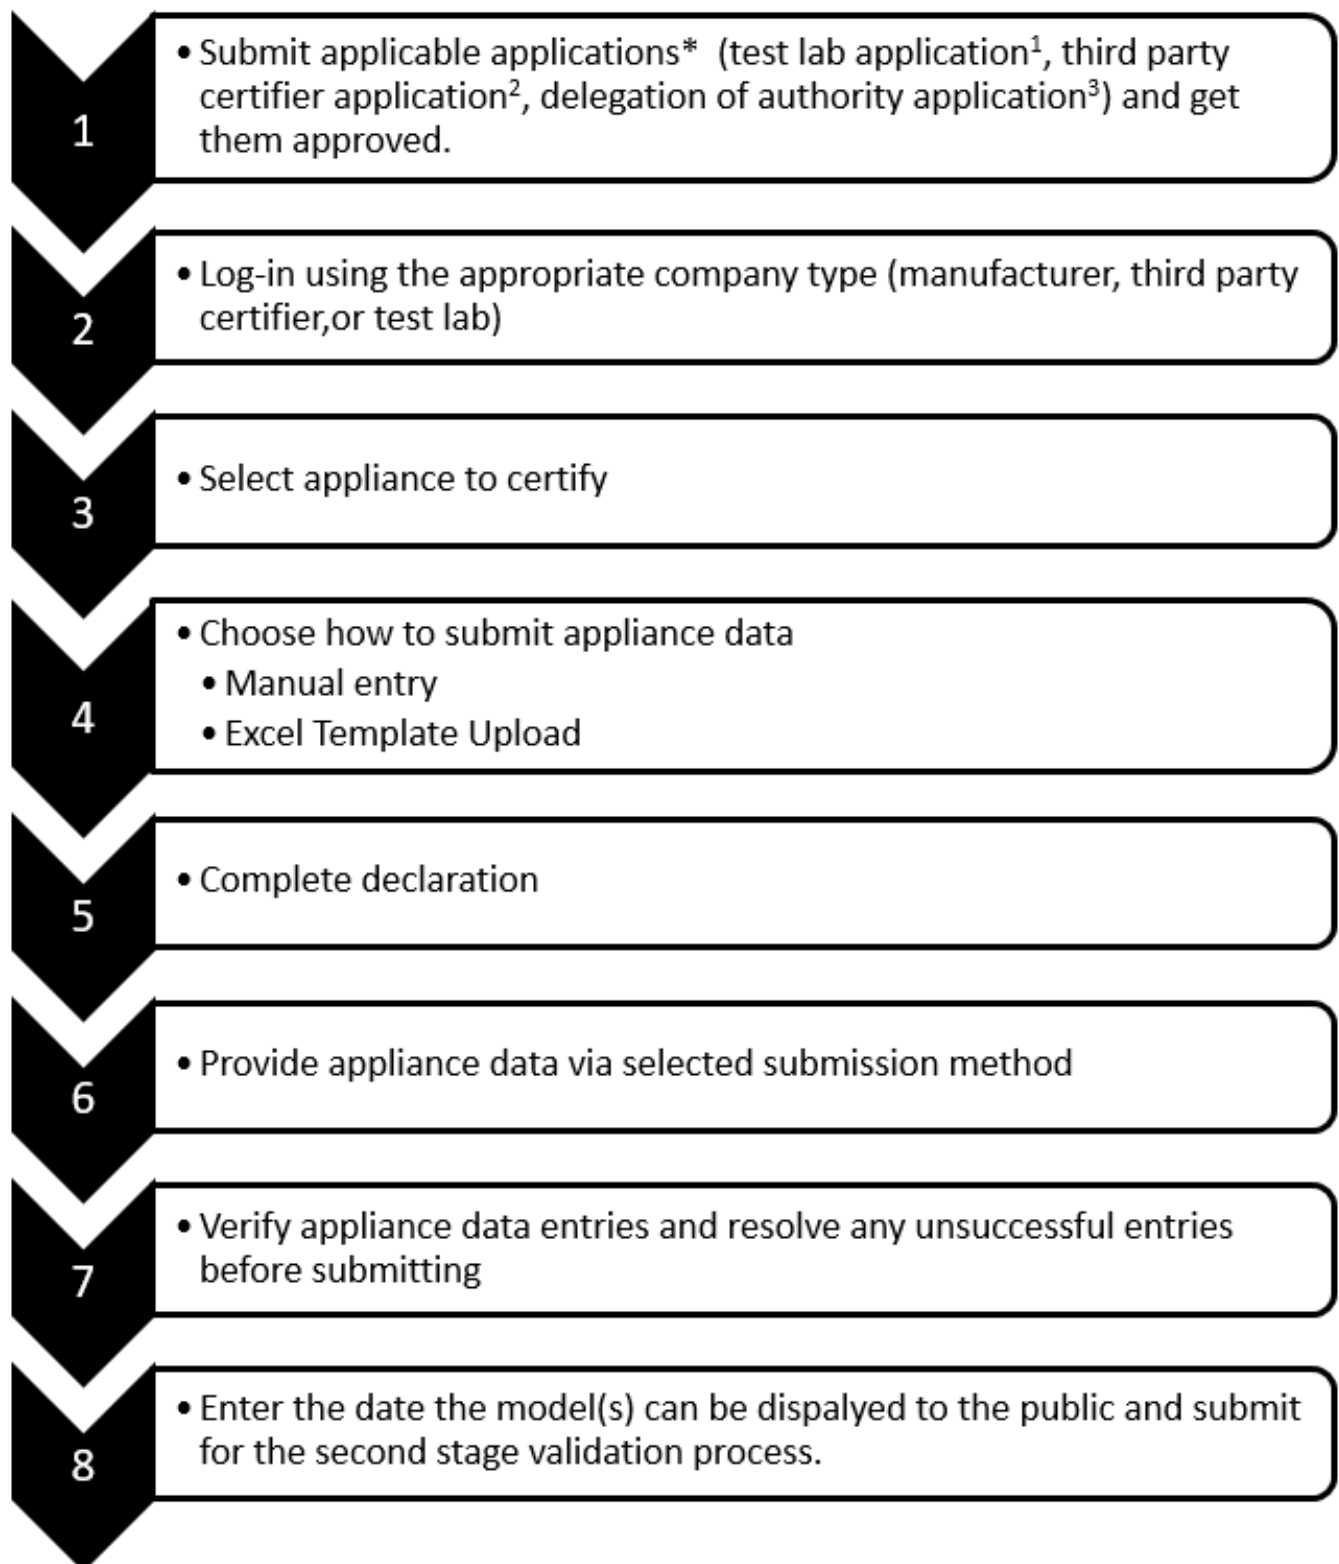 1
• Submit applicable applications* (test lab application¹, third party
certifier application², delegation of authority application³) and get
them approved.
2
• Log-in using the appropriate company type (manufacturer, third party
certifier,or test lab)
3
• Select appliance to certify
4
• Choose how to submit appliance data
• Manual entry
• Excel Template Upload
5
• Complete declaration
6
• Provide appliance data via selected submission method
7
• Verify appliance data entries and resolve any unsuccessful entries
before submitting
8
• Enter the date the model(s) can be dispalyed to the public and submit
for the second stage validation process.